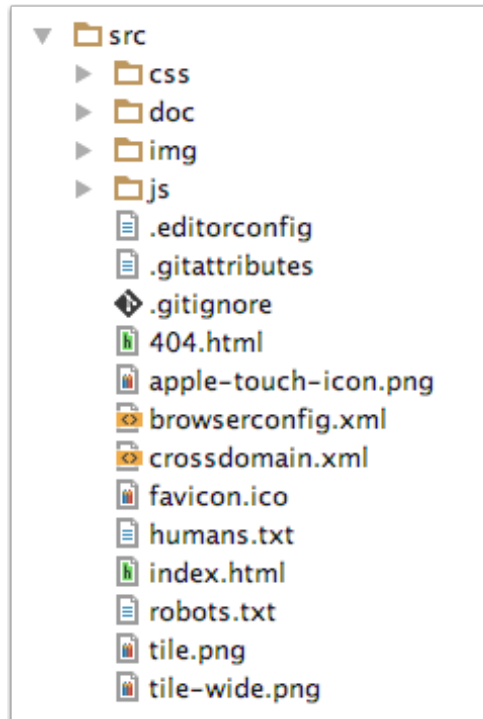 src
css
doc
img
js
.editorconfig
.gitattributes
.gitignore
404.html
apple-touch-icon.png
browserconfig.xml
crossdomain.xml
favicon.ico
humans.txt
index.html
robots.txt
tile.png
tile-wide.png